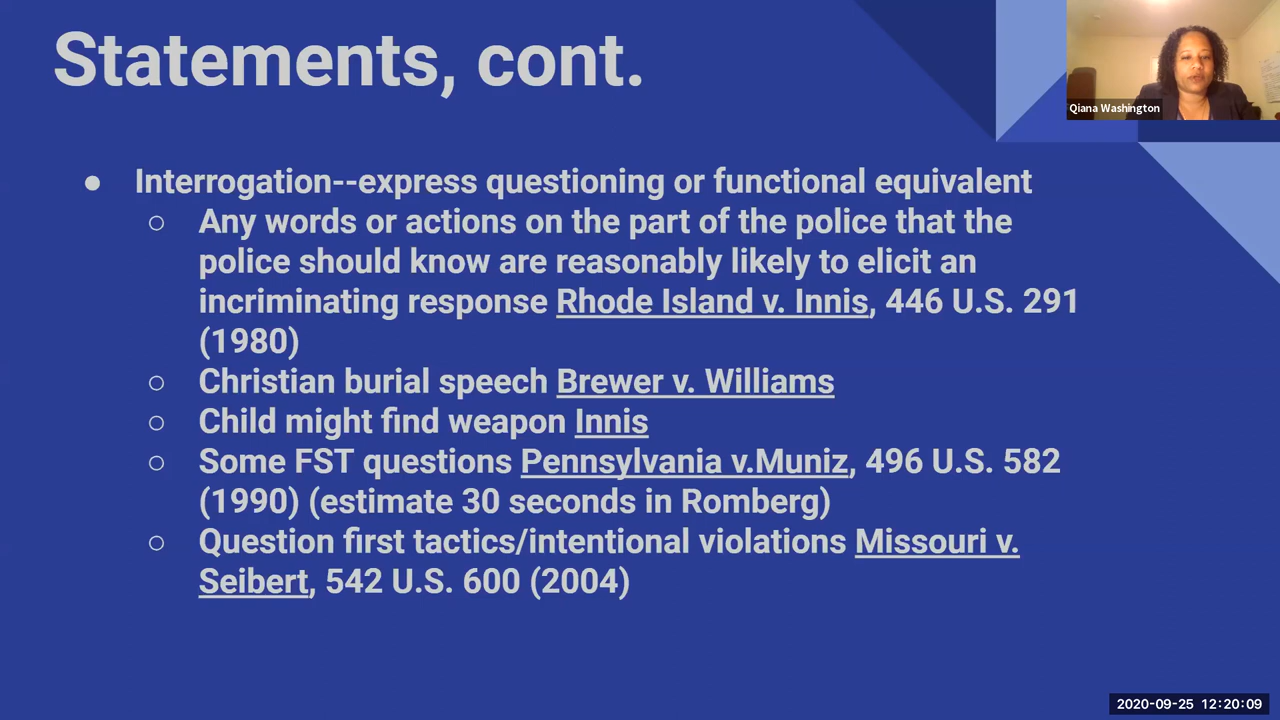 Statements, cont.
Qiana Washington
● Interrogation--express questioning or functional equivalent
○ Any words or actions on the part of the police that the
police should know are reasonably likely to elicit an
incriminating response Rhode Island v. Innis, 446 U.S. 291
(1980)
○ Christian burial speech Brewer v. Williams
○ Child might find weapon Innis
○ Some FST questions Pennsylvania v.Muniz, 496 U.S. 582
(1990) (estimate 30 seconds in Romberg)
○ Question first tactics/intentional violations Missouri v.
Seibert, 542 U.S. 600 (2004)
2020-09-25 12:20:09